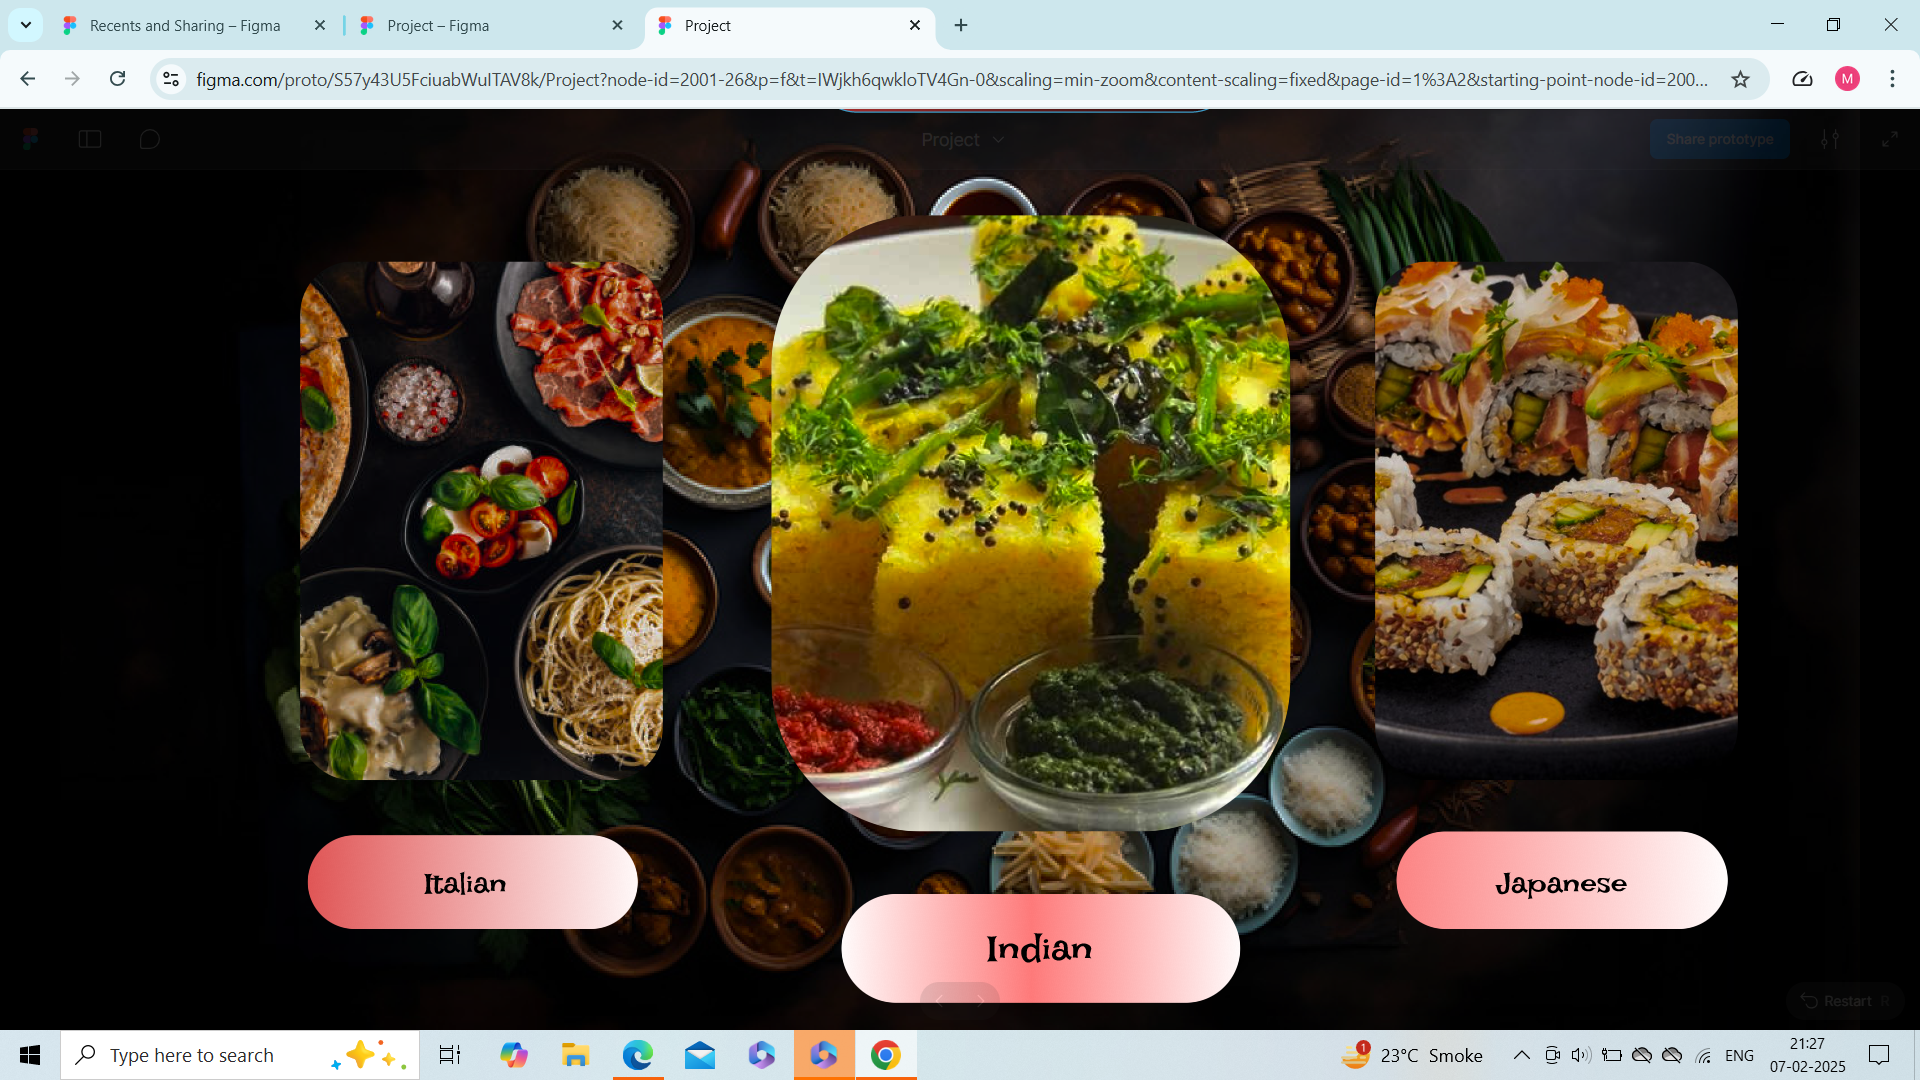 Recents and Sharing – Figma
Project – Figma
Project
figma.com/proto/S57y43U5FciuabWuITAV8k/Project?node-id=2001-26&p=f&t=IWjkh6qwkloTV4Gn-0&scaling=min-zoom&content-scaling=fixed&page-id=1%3A2&starting-point-node-id=200...
M
Project
Share prototype
Italian
Indian
Japanese
Restart R
Type here to search
1
23°C Smoke
ENG
21:27
07-02-2025